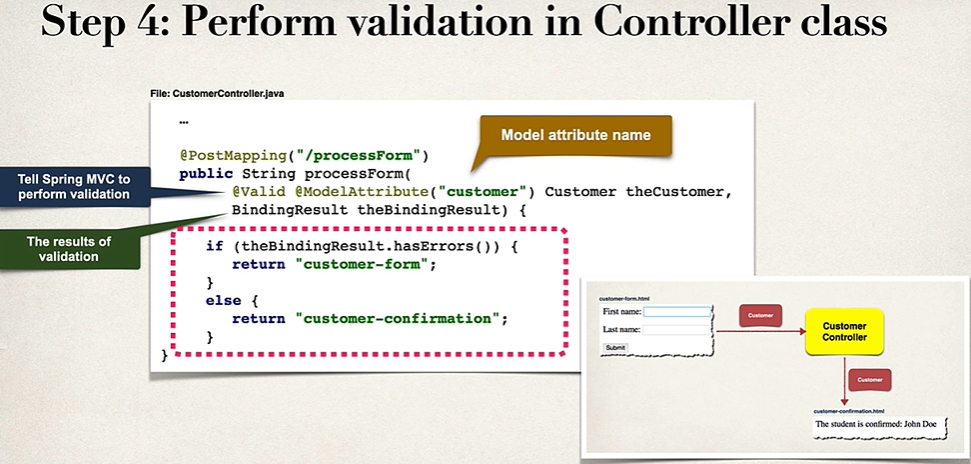 Step 4: Perform validation in Controller class
File: CustomerController.java
...
@PostMapping("/processForm")
public String processForm(
@Valid @ModelAttribute("customer") Customer theCustomer,
BindingResult theBindingResult) {
if (theBindingResult.hasErrors()) {
return "customer-form";
}
else {
return "customer-confirmation";
}
}
Model attribute name
Tell Spring MVC to
perform validation
The results of
validation
customer-form.html
First name:
Last name:
Submit
Customer
Customer
Controller
Customer
customer-confirmation.html
The student is confirmed: John Doe